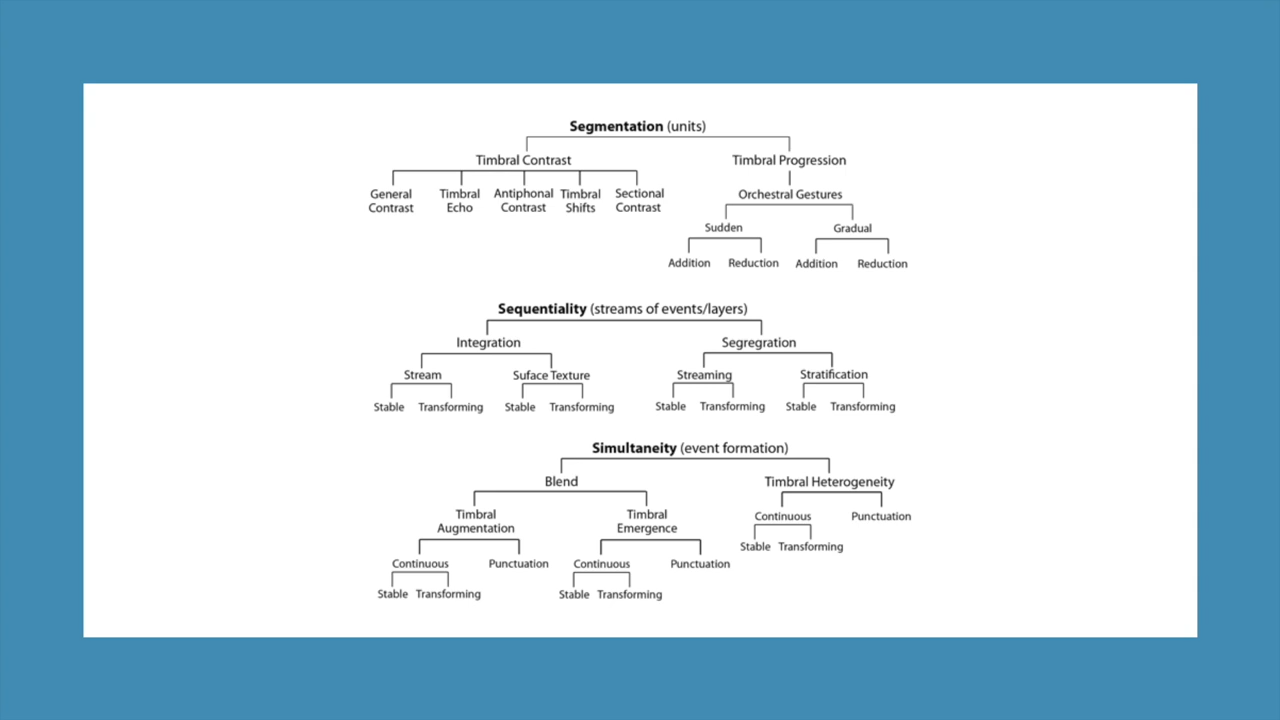 Segmentation (units)
Timbral Contrast
Timbral Progression
General Contrast
Timbral Echo
Antiphonal Contrast
Timbral Shifts
Sectional Contrast
Orchestral Gestures
Sudden
Gradual
Addition
Reduction
Addition
Reduction
Sequentiality (streams of events/layers)
Integration
Segregration
Stream
Suface Texture
Streaming
Stratification
Stable
Transforming
Stable
Transforming
Stable
Transforming
Stable
Transforming
Simultaneity (event formation)
Blend
Timbral Heterogeneity
Timbral Augmentation
Timbral Emergence
Continuous
Punctuation
Stable
Transforming
Continuous
Punctuation
Continuous
Punctuation
Stable
Transforming
Stable
Transforming